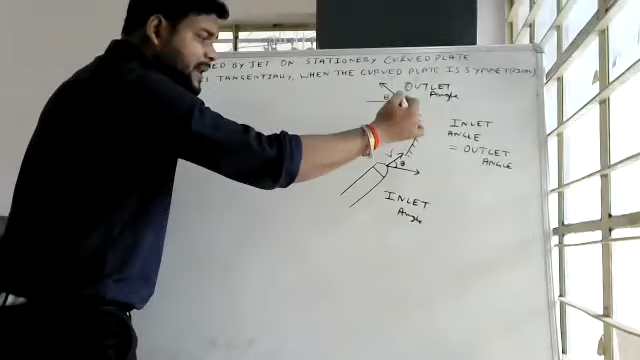 ED BY JET ON STATIONERY CURVED PLATE
S TANGENTIALLY, WHEN THE CURVED PLATE IS SYMMETRICAL)
OUTLET
Angle
θ
INLET
ANGLE
= OUTLET
ANGLE
V
θ
INLET
Angle